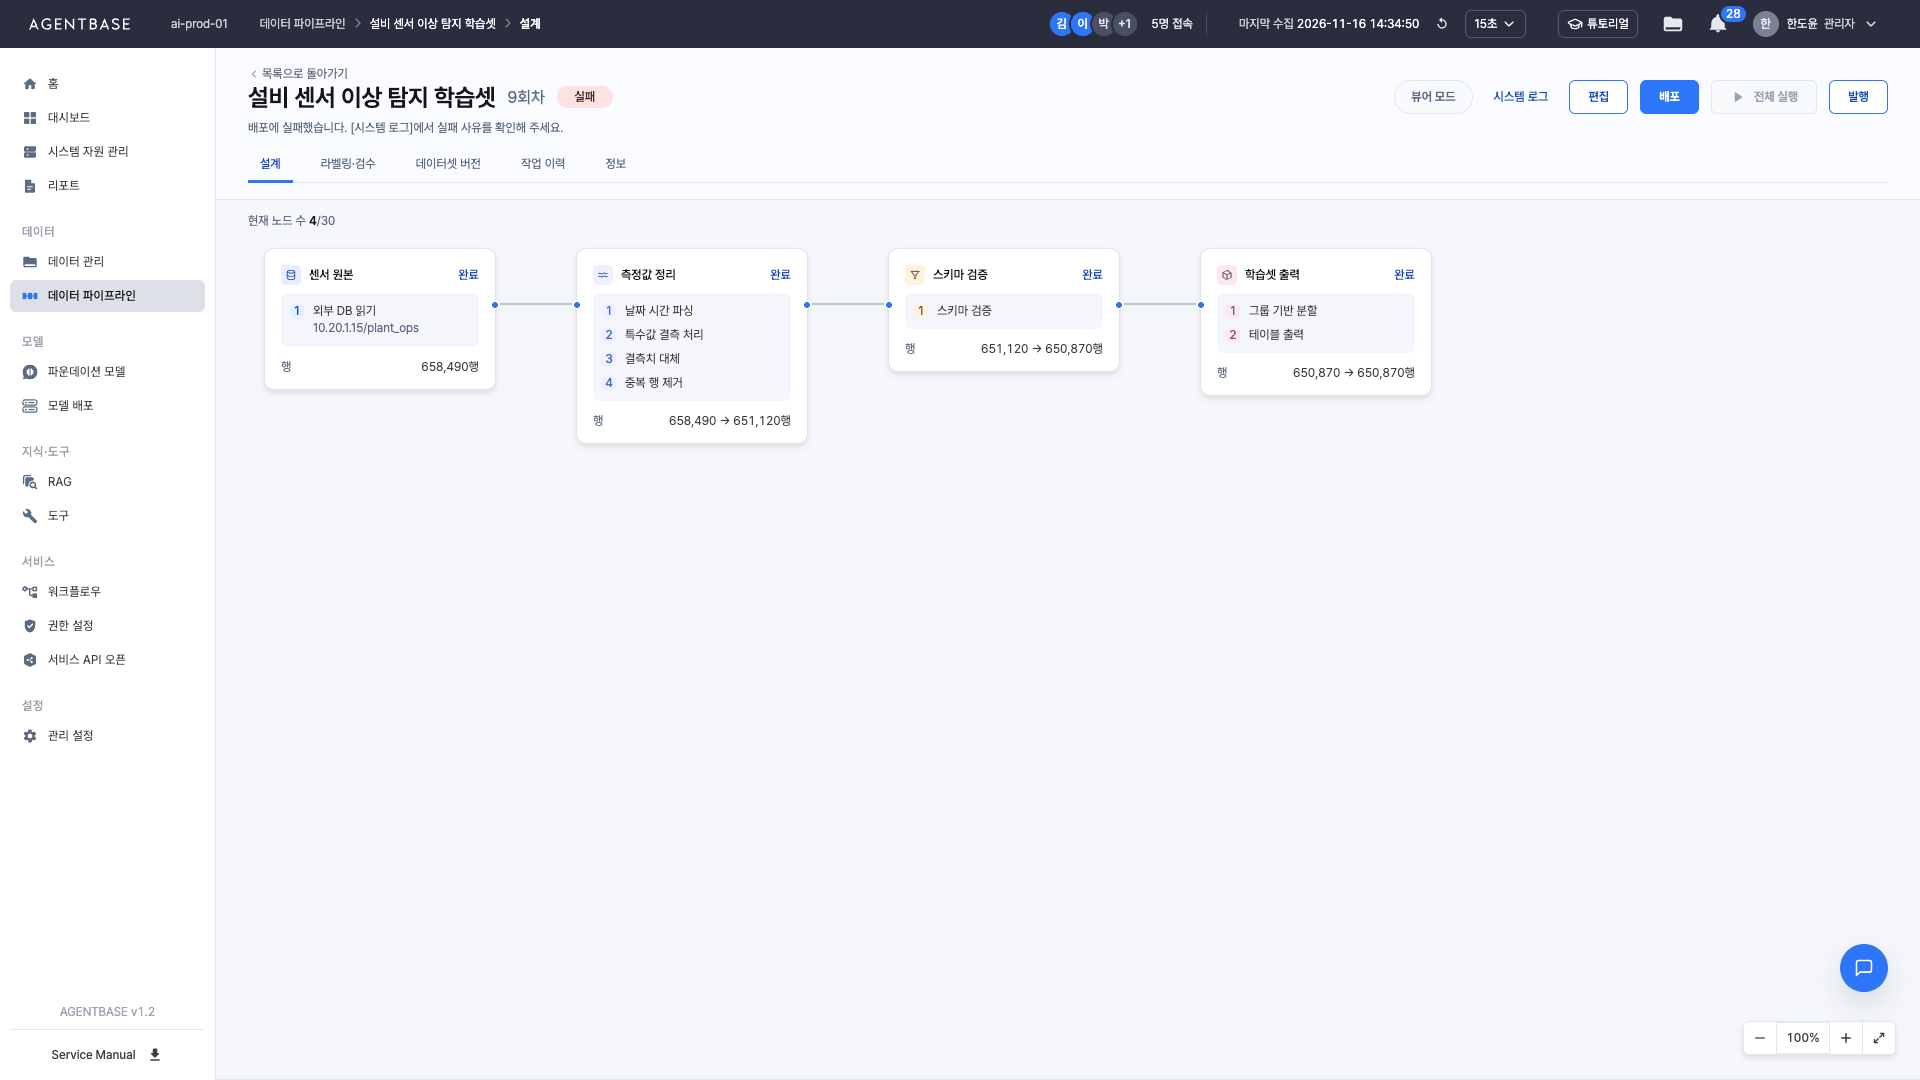 AGENTBASE
ai-prod-01
데이터 파이프라인 > 설비 센서 이상 탐지 학습셋 > 설계
김 이 박 +1 5명 접속
마지막 수집 2026-11-16 14:34:50
15초
튜토리얼
28
한 한도윤 관리자
홈
대시보드
시스템 자원 관리
리포트
데이터
데이터 관리
데이터 파이프라인
모델
파운데이션 모델
모델 배포
지식·도구
RAG
도구
서비스
워크플로우
권한 설정
서비스 API 오픈
설정
관리 설정
AGENTBASE v1.2
Service Manual
목록으로 돌아가기
설비 센서 이상 탐지 학습셋 9회차 실패
배포에 실패했습니다. [시스템 로그]에서 실패 사유를 확인해 주세요.
뷰어 모드
시스템 로그
편집
배포
전체 실행
발행
설계
라벨링·검수
데이터셋 버전
작업 이력
정보
현재 노드 수 4/30
센서 원본 완료
1 외부 DB 읽기
10.20.1.15/plant_ops
행 658,490행
측정값 정리 완료
1 날짜 시간 파싱
2 특수값 결측 처리
3 결측치 대체
4 중복 행 제거
행 658,490 → 651,120행
스키마 검증 완료
1 스키마 검증
행 651,120 → 650,870행
학습셋 출력 완료
1 그룹 기반 분할
2 테이블 출력
행 650,870 → 650,870행
100%